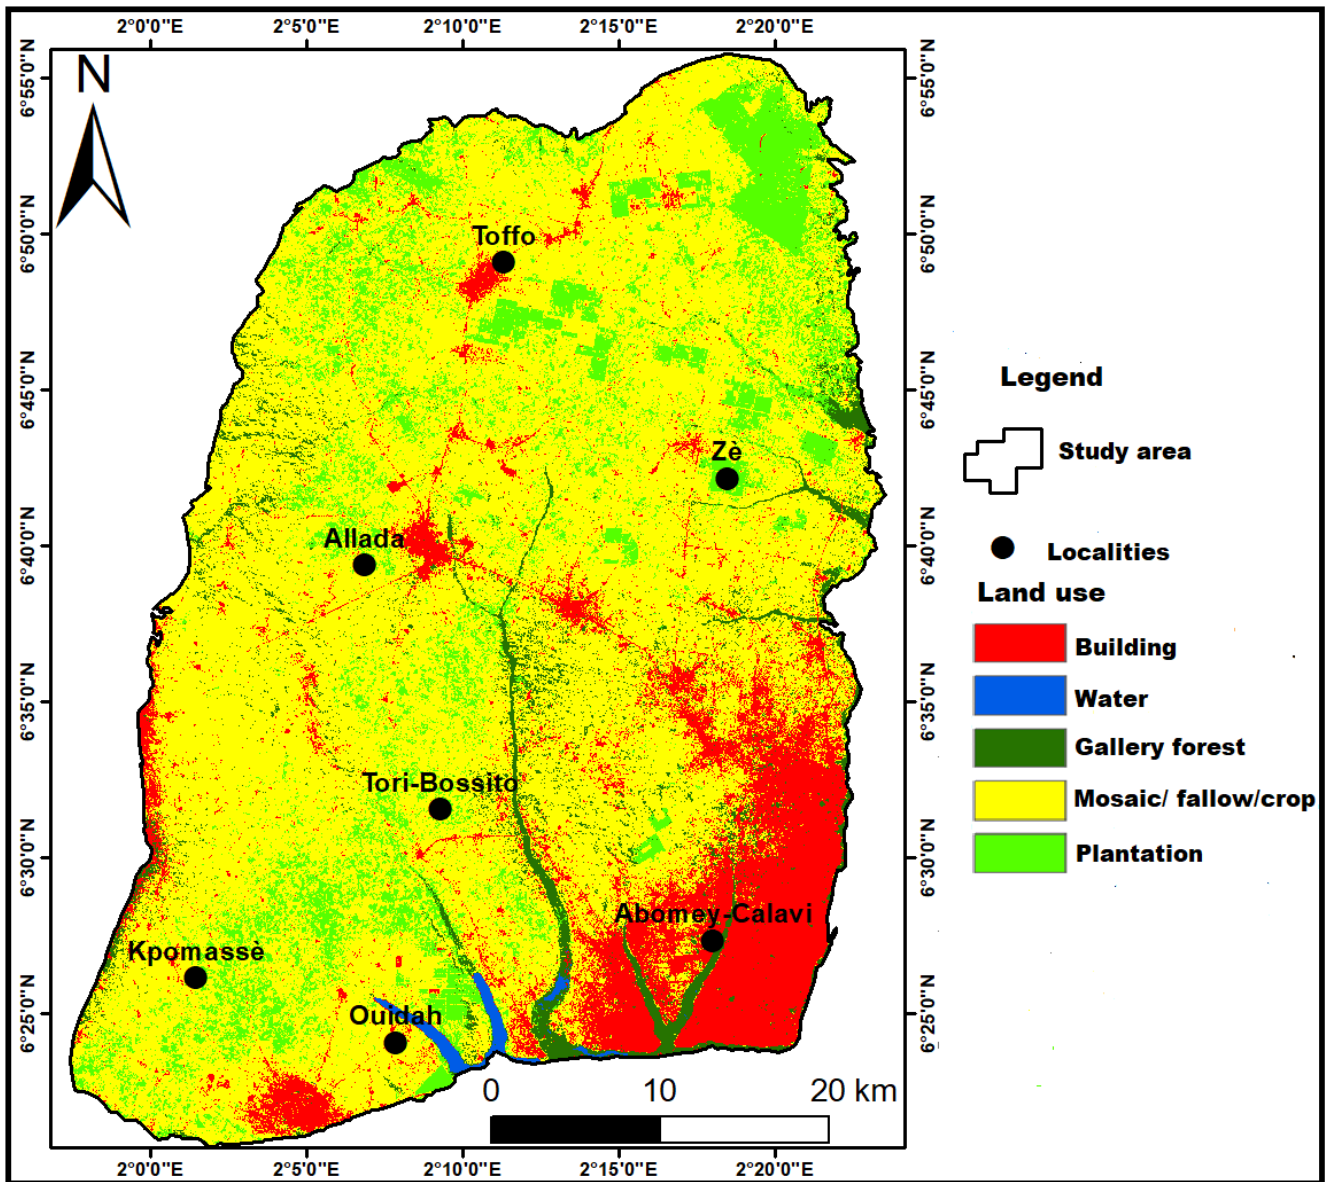 2°0'0"E 2°5'0"E 2°10'0"E 2°15'0"E 2°20'0"E
N
6°55'0"N 6°55'0"N
6°50'0"N 6°50'0"N
Toffo
6°45'0"N 6°45'0"N
Legend
Study area
Zè
6°40'0"N 6°40'0"N
Allada
Localities
Land use
Building
6°35'0"N 6°35'0"N
Water
Gallery forest
Tori-Bossito
Mosaic/ fallow/crop
6°30'0"N 6°30'0"N
Plantation
Abomey-Calavi
Kpomassè
6°25'0"N 6°25'0"N
Ouidah
0 10 20 km
2°0'0"E 2°5'0"E 2°10'0"E 2°15'0"E 2°20'0"E